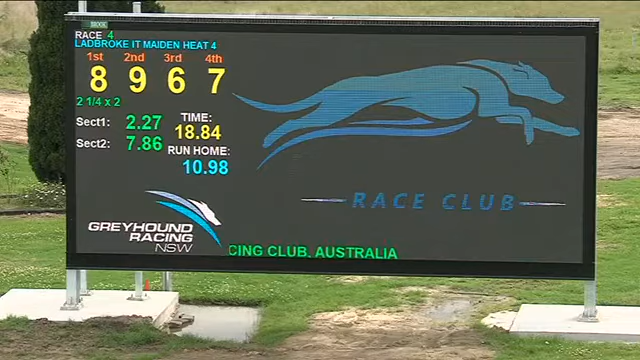 RACE 4
LADBROKE IT MAIDEN HEAT 4
1st 2nd 3rd 4th
8 9 6 7
2 1/4 x 2
Sect1: 2.27
TIME:
18.84
Sect2: 7.86
RUN HOME:
10.98
RACE CLUB
GREYHOUND
RACING
NSW
CING CLUB, AUSTRALIA